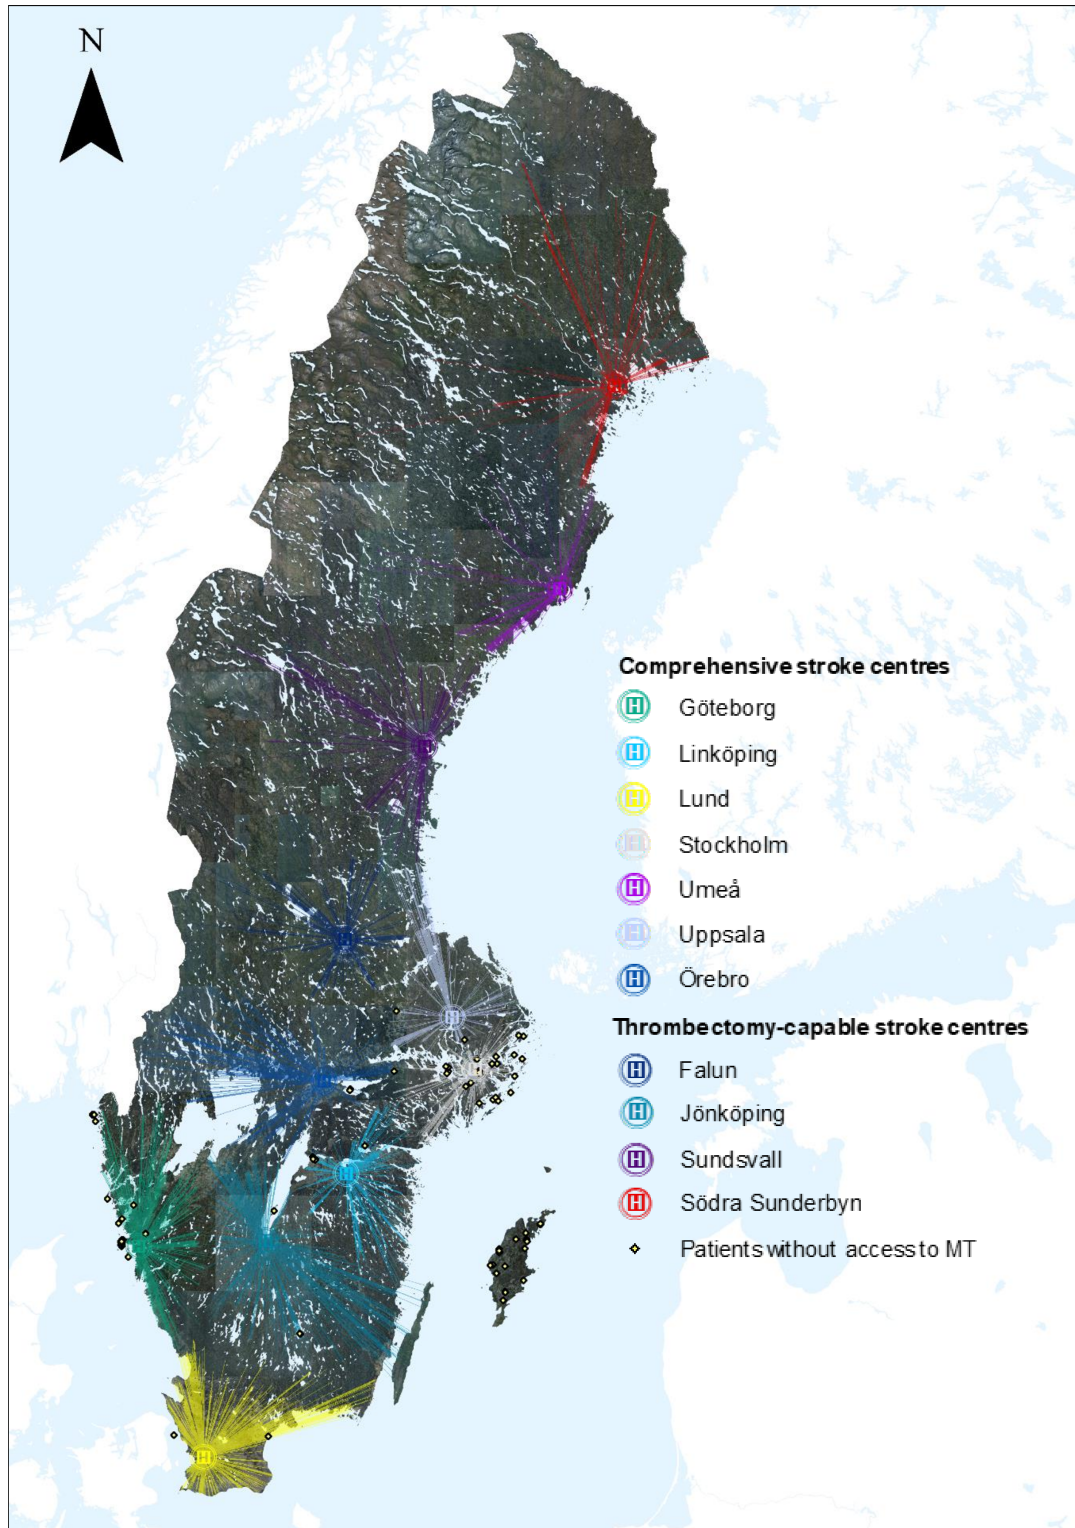 N
Comprehensive stroke centres
H Göteborg
H Linköping
H Lund
H Stockholm
H Umeå
H Uppsala
H Örebro
Thrombectomy-capable stroke centres
H Falun
H Jönköping
H Sundsvall
H Södra Sunderbyn
Patients without access to MT